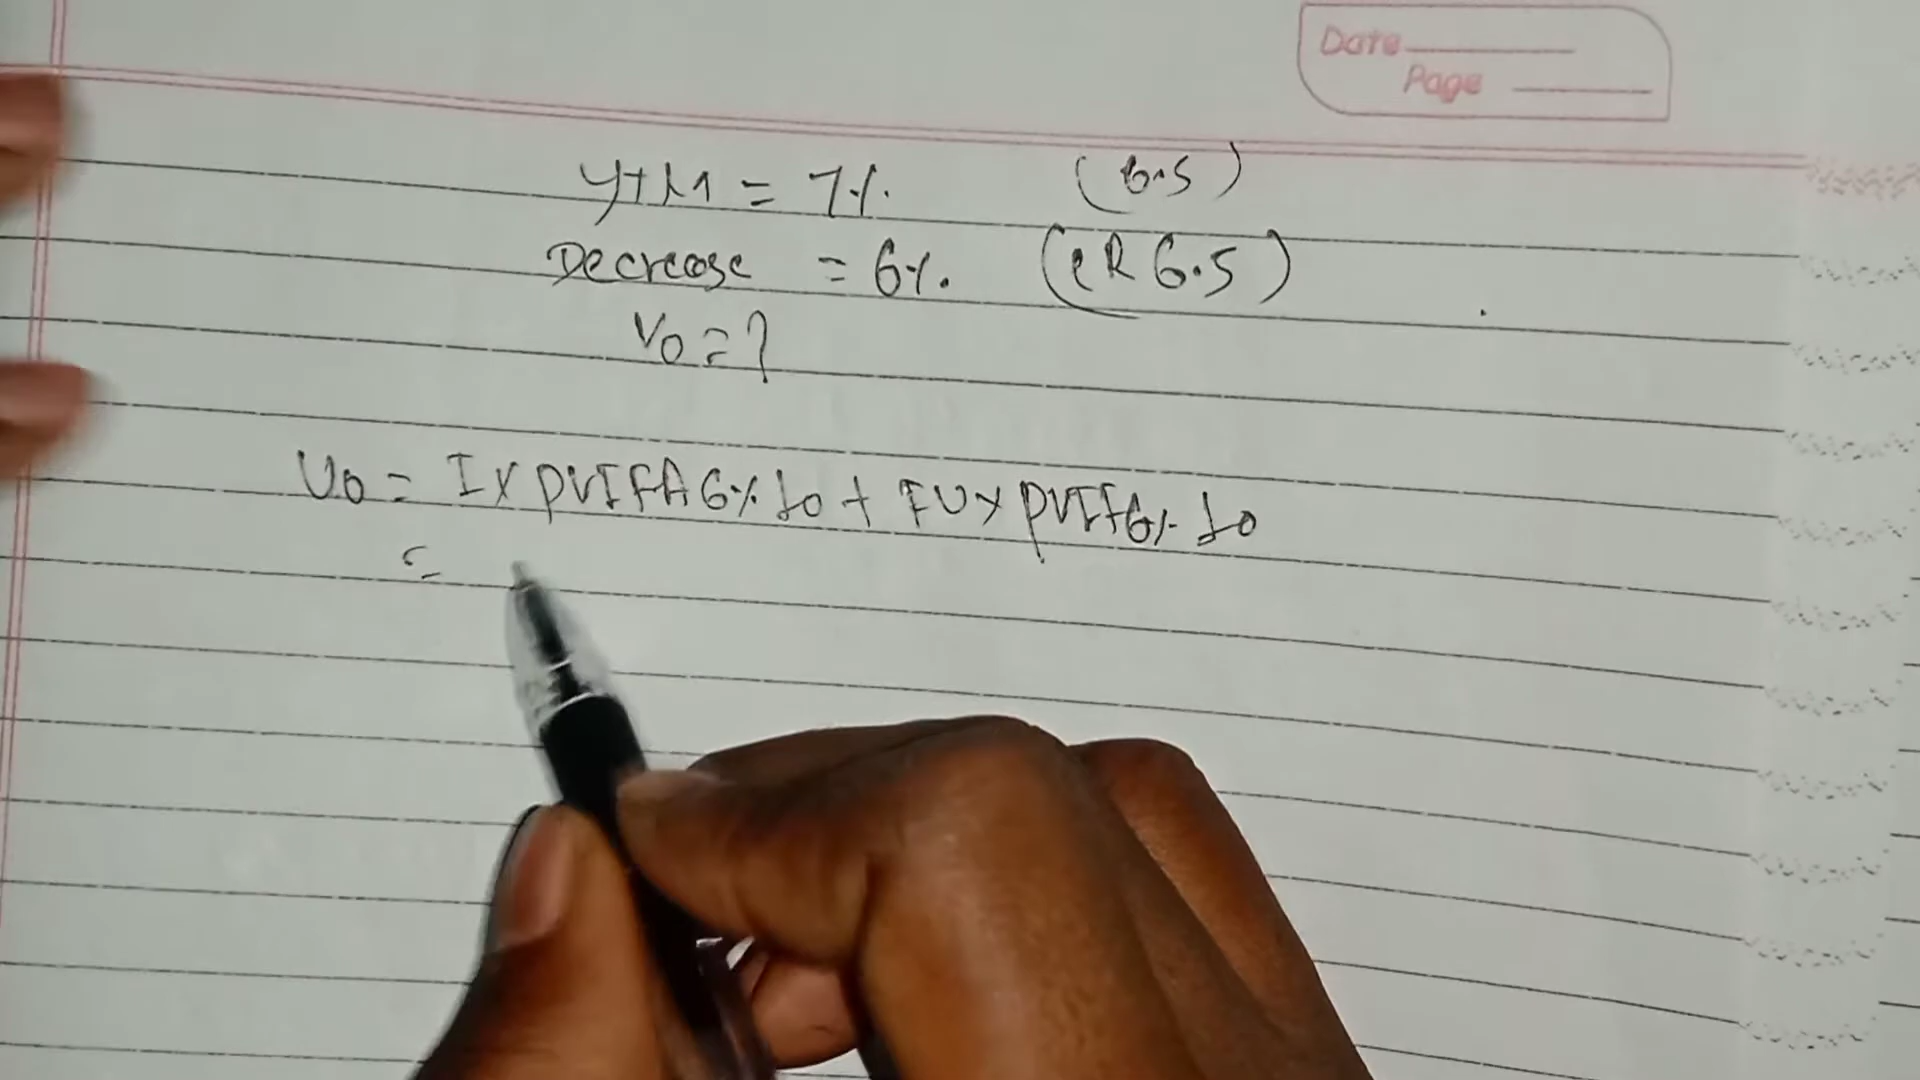 Date
Page
YTM = 7%. (6.5)
Decrease = 6%. (CR 6.5)
V0 = ?
V0 = I X PVIFA 6% 10 + FV X PVIF 6% 10
=